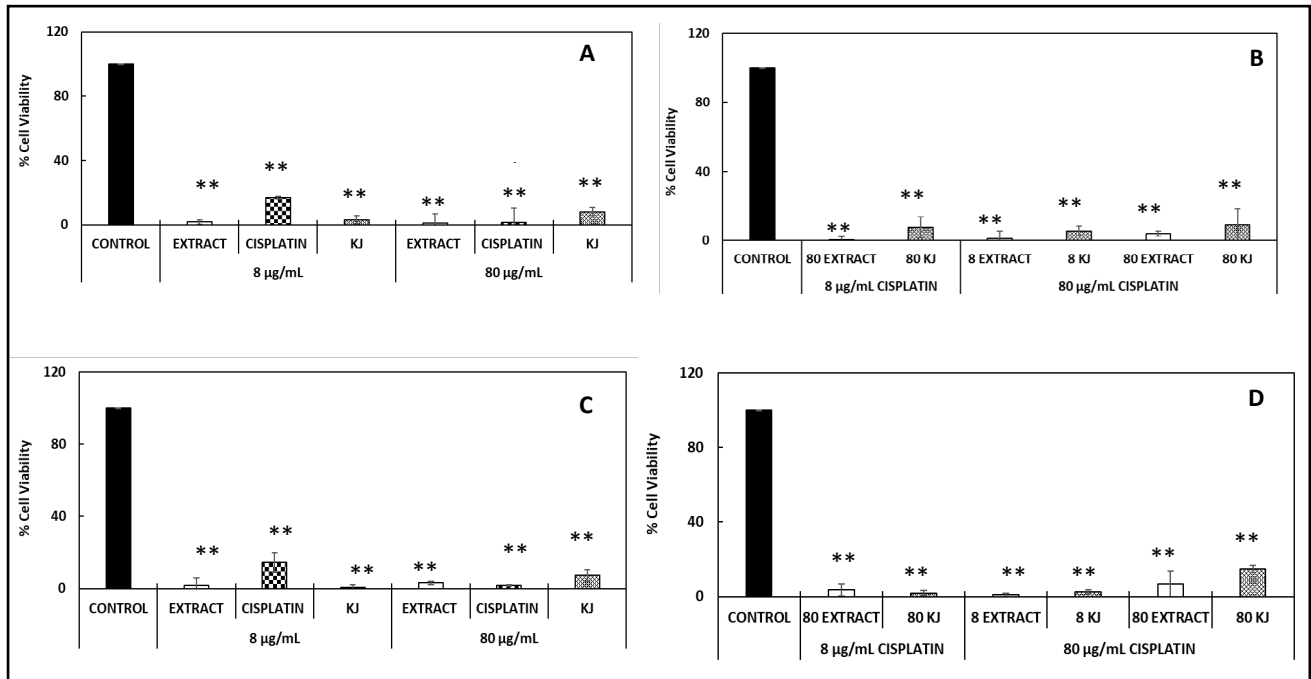 A
120
80
40
0
% Cell Viability
** ** ** ** ** **
CONTROL EXTRACT CISPLATIN KJ EXTRACT CISPLATIN KJ
8 µg/mL 80 µg/mL
B
120
80
40
0
% Cell Viability
** ** ** ** ** **
CONTROL 80 EXTRACT 80 KJ 8 EXTRACT 8 KJ 80 EXTRACT 80 KJ
8 µg/mL CISPLATIN 80 µg/mL CISPLATIN
C
120
80
40
0
% Cell Viability
** ** ** ** ** **
CONTROL EXTRACT CISPLATIN KJ EXTRACT CISPLATIN KJ
8 µg/mL 80 µg/mL
D
120
80
40
0
% Cell Viability
** ** ** ** ** **
CONTROL 80 EXTRACT 80 KJ 8 EXTRACT 8 KJ 80 EXTRACT 80 KJ
8 µg/mL CISPLATIN 80 µg/mL CISPLATIN